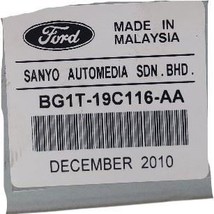 Ford
MADE IN
MALAYSIA
SANYO AUTOMEDIA SDN . BHD .
BG1T-19C116-AA
DECEMBER 2010